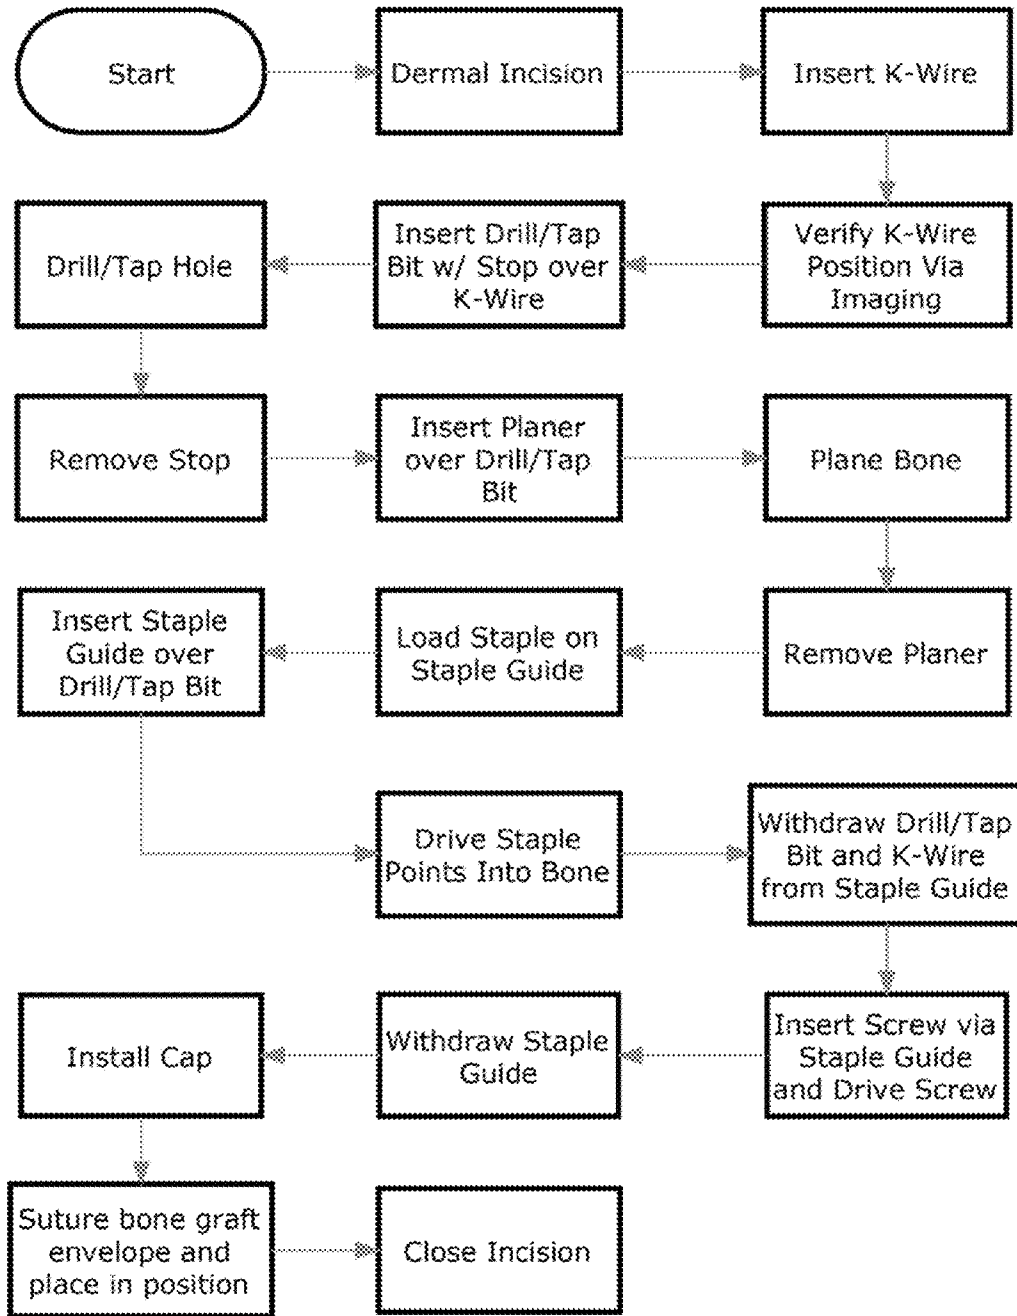 Start
Dermal Incision
Insert K-Wire
Verify K-Wire
Position Via
Imaging
Insert Drill/Tap
Bit w/ Stop over
K-Wire
Drill/Tap Hole
Remove Stop
Insert Planer
over Drill/Tap
Bit
Plane Bone
Remove Planer
Load Staple on
Staple Guide
Insert Staple
Guide over
Drill/Tap Bit
Drive Staple
Points Into Bone
Withdraw Drill/Tap
Bit and K-Wire
from Staple Guide
Insert Screw via
Staple Guide
and Drive Screw
Withdraw Staple
Guide
Install Cap
Suture bone graft
envelope and
place in position
Close Incision